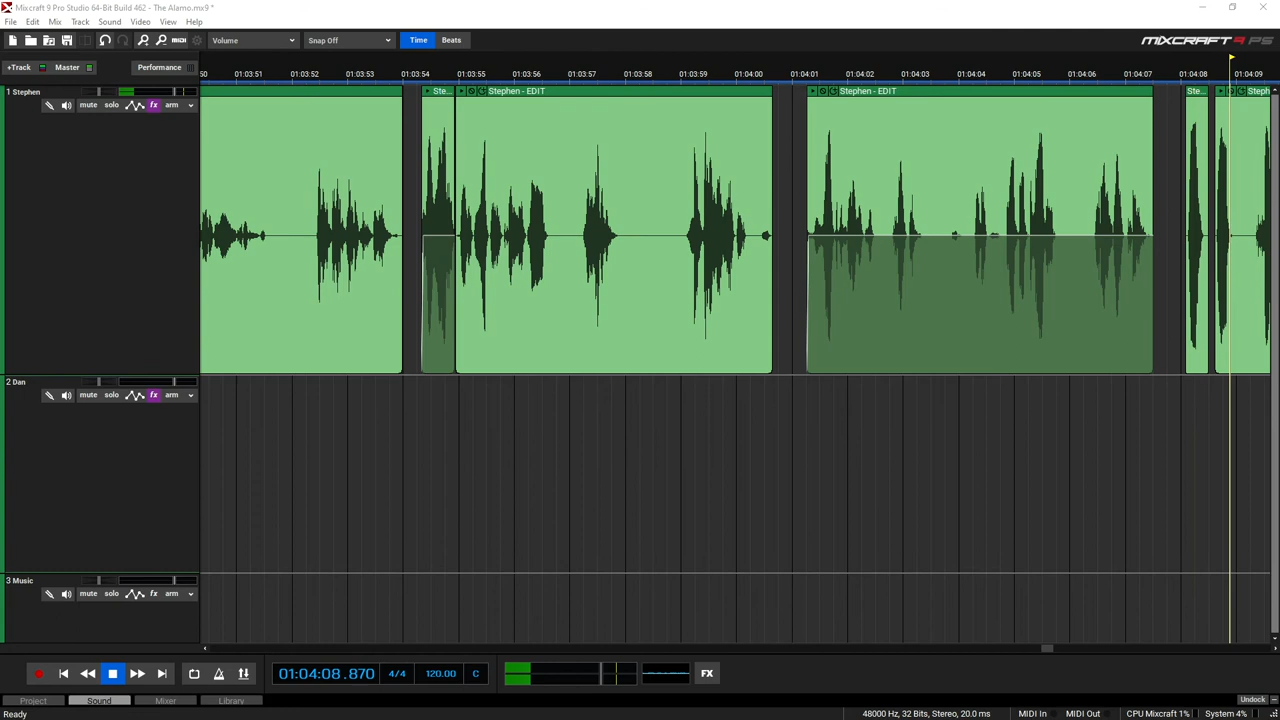 Mixcraft 9 Pro Studio 64-Bit Build 462 - The Alamo.mx9 *
File Edit Mix Track Sound Video View Help
MIDI Volume Snap Off Time Beats MIXCRAFT 9 PS
+Track Master Performance
50 01:03:51 01:03:52 01:03:53 01:03:54 01:03:55 01:03:56 01:03:57 01:03:59 01:04:00 01:04:01 01:04:02 01:04:03 01:04:04 01:04:05 01:04:06 01:04:07 01:04:08 01:04:09
1 Stephen Ste... Stephen - EDIT Stephen - EDIT Ste... Steph
mute solo fx arm
2 Dan
mute solo fx arm
3 Music
mute solo fx arm
01:04:08.870 4/4 120.00 C FX
Project Sound Mixer Library Undock
Ready 48000 Hz, 32 Bits, Stereo, 20.0 ms MIDI In MIDI Out CPU Mixcraft 1% System 4%